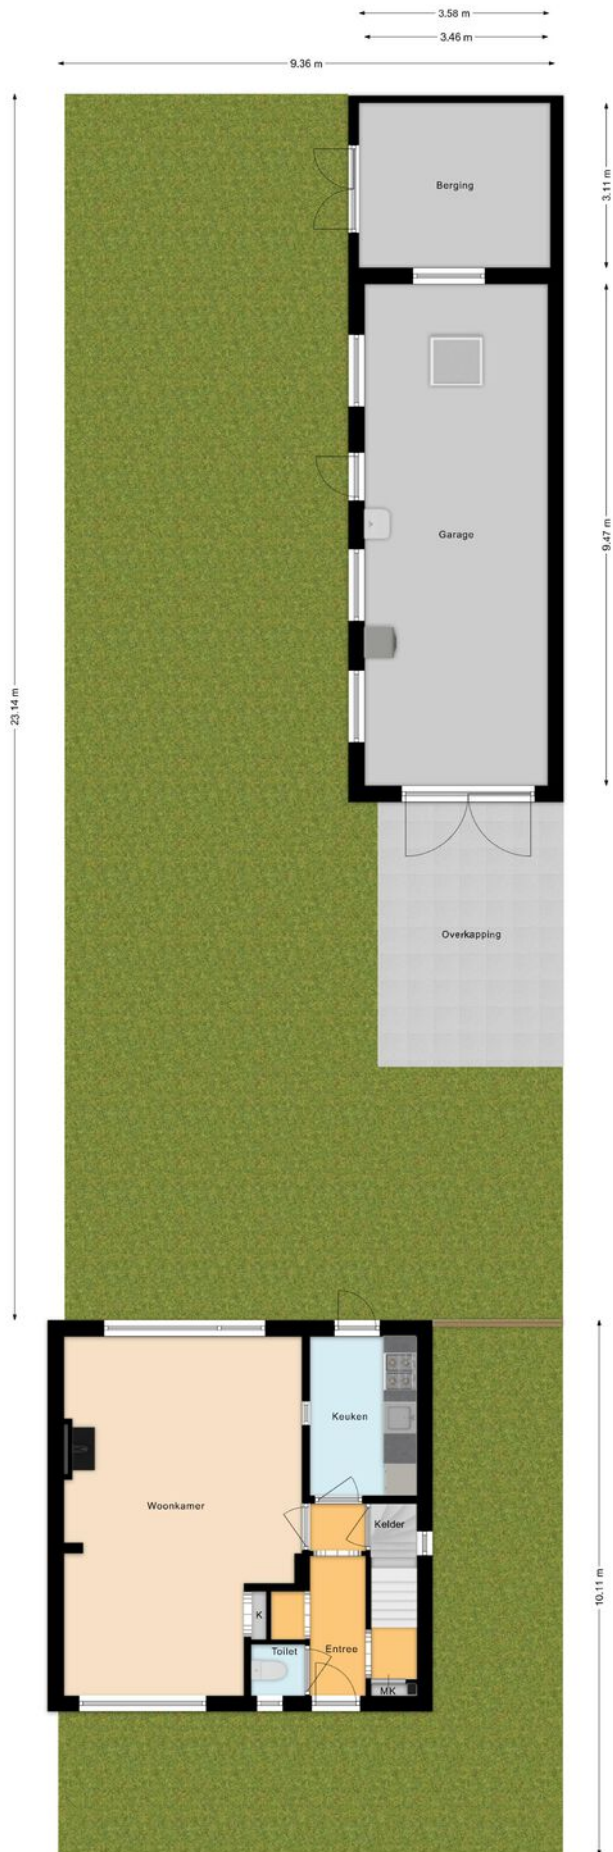 3.58 m
3.46 m
9.36 m
Berging
3.11 m
Garage
9.47 m
23.14 m
Overkapping
Keuken
Woonkamer
Kelder
K
10.11 m
Entree
Toilet
MK